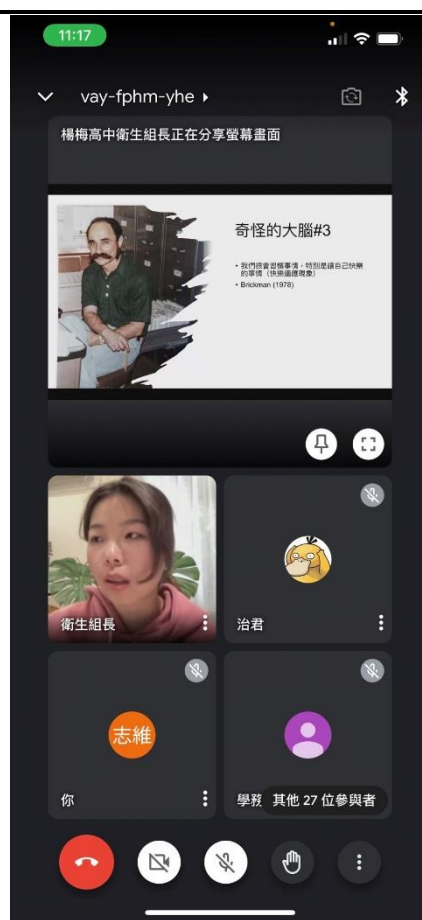 11:17
vay-fphm-yhe
楊梅高中衛生組長正在分享螢幕畫面
奇怪的大腦#3
• 我們很會習慣事情,特別是讓自己快樂
的事情(快樂適應現象)
• Brickman (1978)
衛生組長
治君
志維
你
學務
其他 27 位參與者